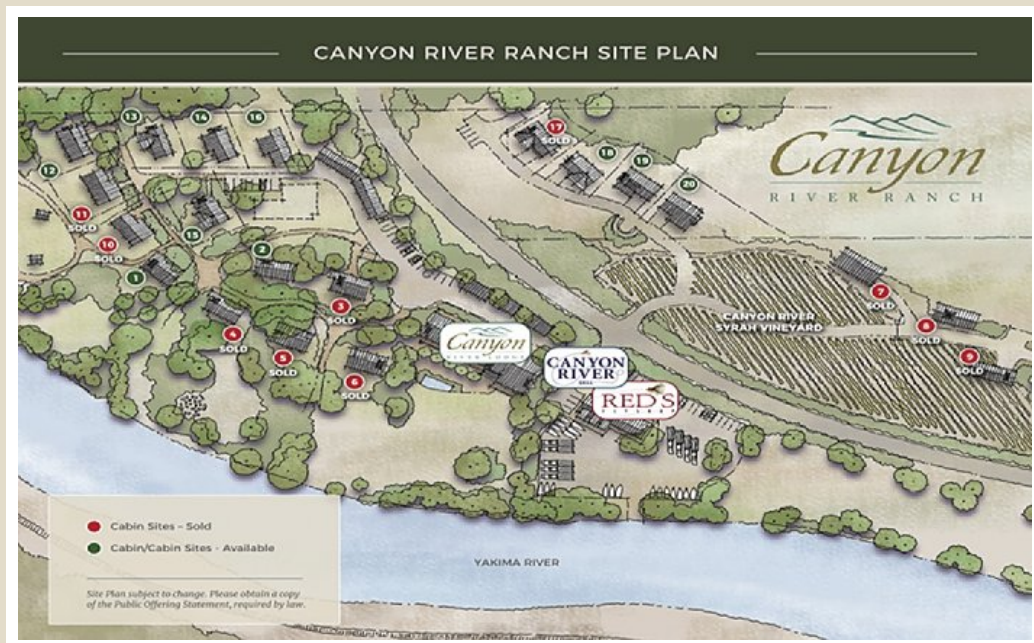 CANYON RIVER RANCH SITE PLAN
13
14
16
17
SOLD
Canyon
RIVER RANCH
12
18
19
20
11
SOLD
10
SOLD
15
1
2
3
SOLD
4
SOLD
5
SOLD
6
SOLD
7
SOLD
8
SOLD
9
SOLD
CANYON RIVER
SYRAH VINEYARD
Canyon
RIVER LODGE
CANYON
RIVER
GRILL
RED'S
Cabin Sites – Sold
Cabin/Cabin Sites - Available
Site Plan subject to change. Please obtain a copy
of the Public Offering Statement, required by law.
YAKIMA RIVER